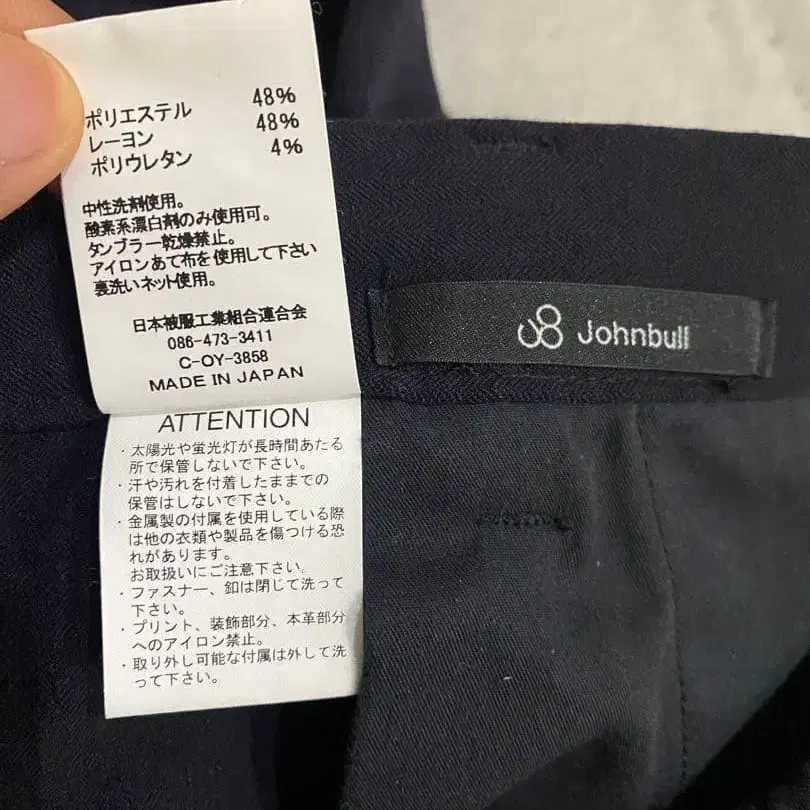 ポリエステル 48%
レーヨン 48%
ポリウレタン 4%
中性洗剤使用。
酸素系漂白剤のみ使用可。
タンブラー乾燥禁止。
アイロンあて布を使用して下さい
裏洗いネット使用。
日本被服工業組合連合会
086-473-3411
C-OY-3858
MADE IN JAPAN
ATTENTION
・太陽光や蛍光灯が長時間あたる
所で保管しないで下さい。
・汗や汚れを付着したままでの
保管はしないで下さい。
・金属製の付属を使用している際
は他の衣類や製品を傷つける恐
れがあります。
お取扱いにご注意下さい。
・ファスナー、釦は閉じて洗って
下さい。
・プリント、装飾部分、本革部分
へのアイロン禁止。
・取り外し可能な付属は外して洗
って下さい。
Johnbull